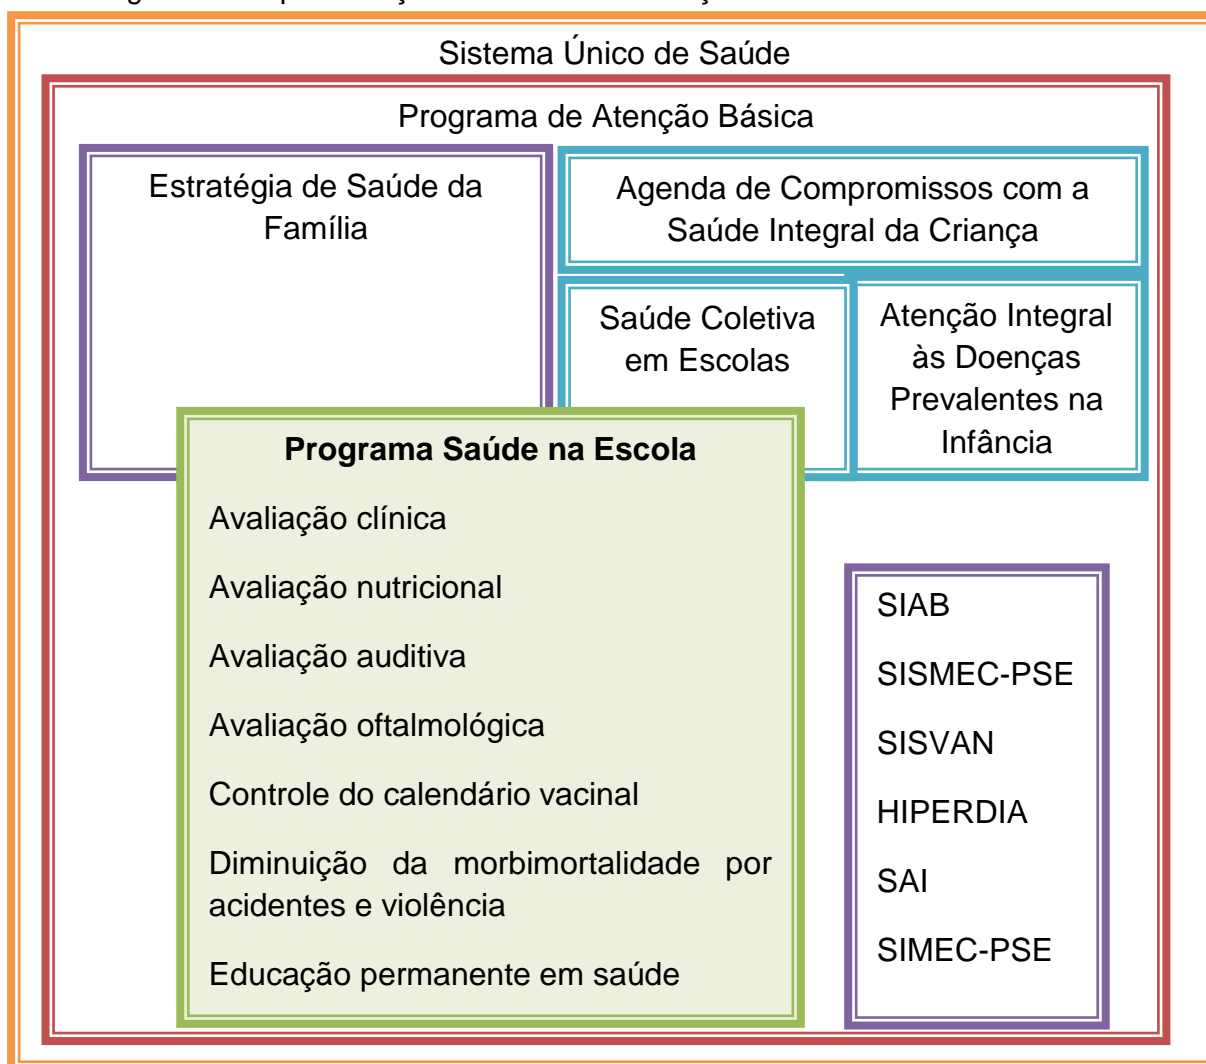 Sistema Único de Saúde
Programa de Atenção Básica
Estratégia de Saúde da
Família
Agenda de Compromissos com a
Saúde Integral da Criança
Saúde Coletiva
em Escolas
Atenção Integral
às Doenças
Prevalentes na
Infância
Programa Saúde na Escola
Avaliação clínica
Avaliação nutricional
Avaliação auditiva
Avaliação oftalmológica
Controle do calendário vacinal
Diminuição da morbimortalidade por
acidentes e violência
Educação permanente em saúde
SIAB
SISMEC-PSE
SISVAN
HIPERDIA
SAI
SIMEC-PSE